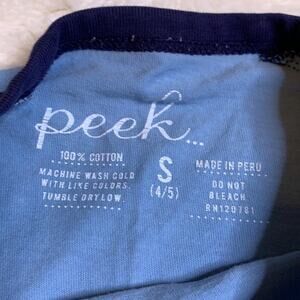 peek...
100% COTTON
MACHINE WASH COLD
WITH LIKE COLORS.
TUMBLE DRY LOW.
S
(4/5)
MADE IN PERU
DO NOT
BLEACH
RN120781